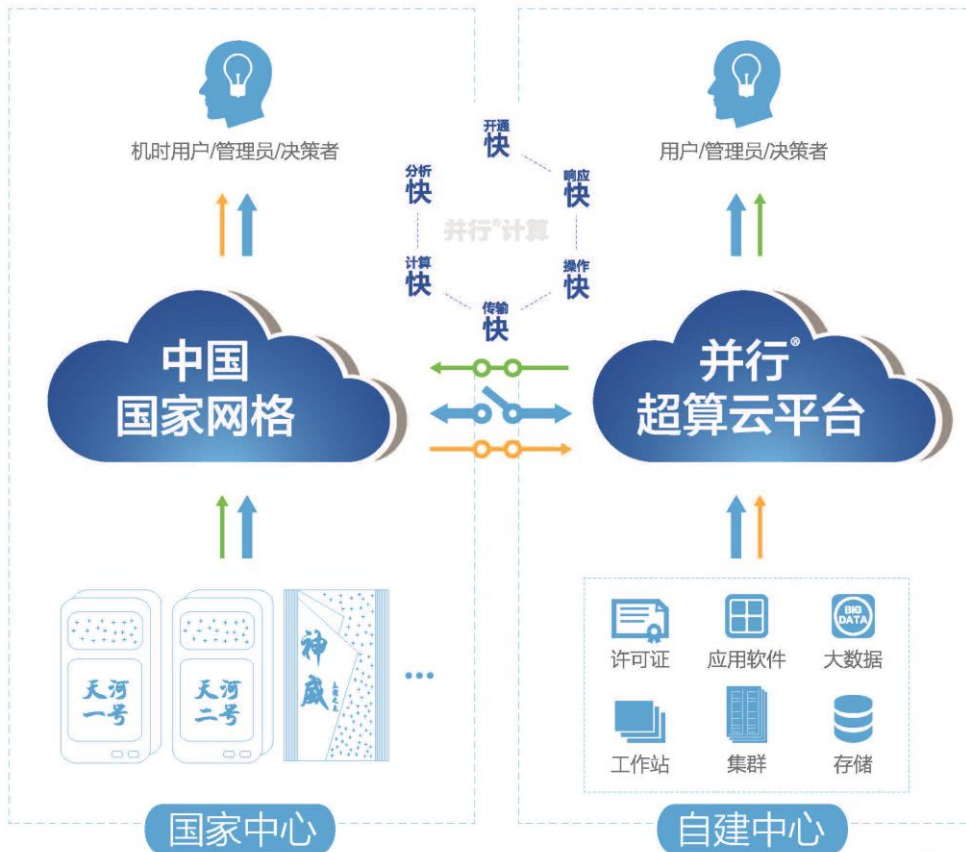 机时用户/管理员/决策者
用户/管理员/决策者
开通
快
分析
快
响应
快
并行®计算
计算
快
操作
快
传输
快
中国
国家网格
并行®
超算云平台
天河
一号
天河
二号
神威
...
许可证
应用软件
BIG
DATA
大数据
工作站
集群
存储
国家中心
自建中心